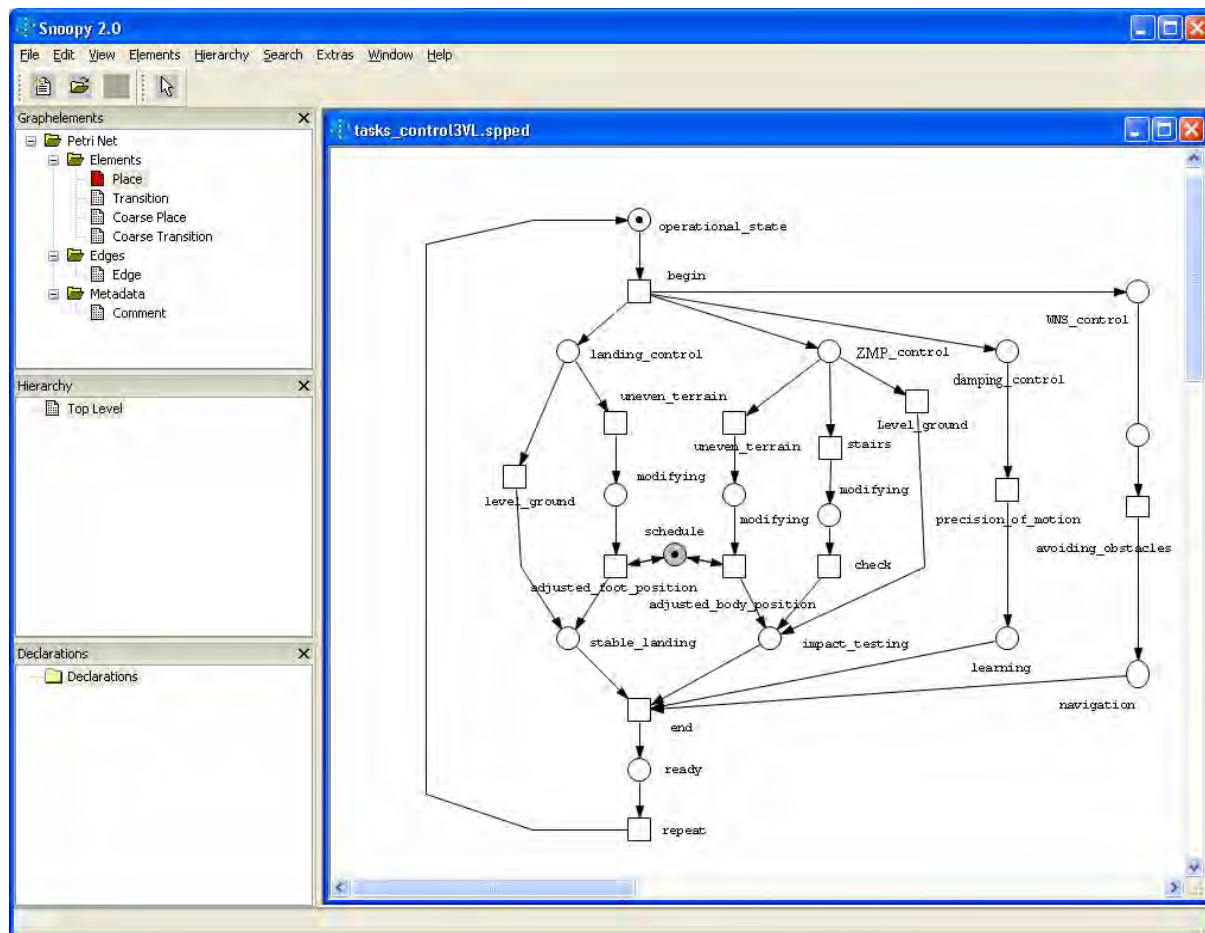 Snoopy 2.0
File Edit View Elements Hierarchy Search Extras Window Help
Graphelements
Petri Net
Elements
Place
Transition
Coarse Place
Coarse Transition
Edges
Edge
Metadata
Comment
Hierarchy
Top Level
Declarations
Declarations
tasks_control3VL.spped
operational_state
begin
WNS_control
landing_control
ZMP_control
damping_control
uneven_terrain
Level_ground
uneven_terrain
stairs
level_ground
modifying
modifying
modifying
precision_of_motion
schedule
avoiding_obstacles
check
adjusted_foot_position
adjusted_body_position
stable_landing
impact_testing
learning
navigation
end
ready
repeat